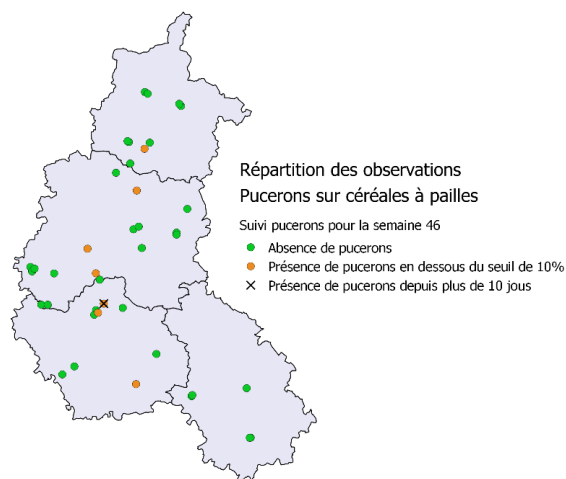 Répartition des observations
Pucerons sur céréales à pailles
Suivi pucerons pour la semaine 46
Absence de pucerons
Présence de pucerons en dessous du seuil de 10%
Présence de pucerons depuis plus de 10 jours